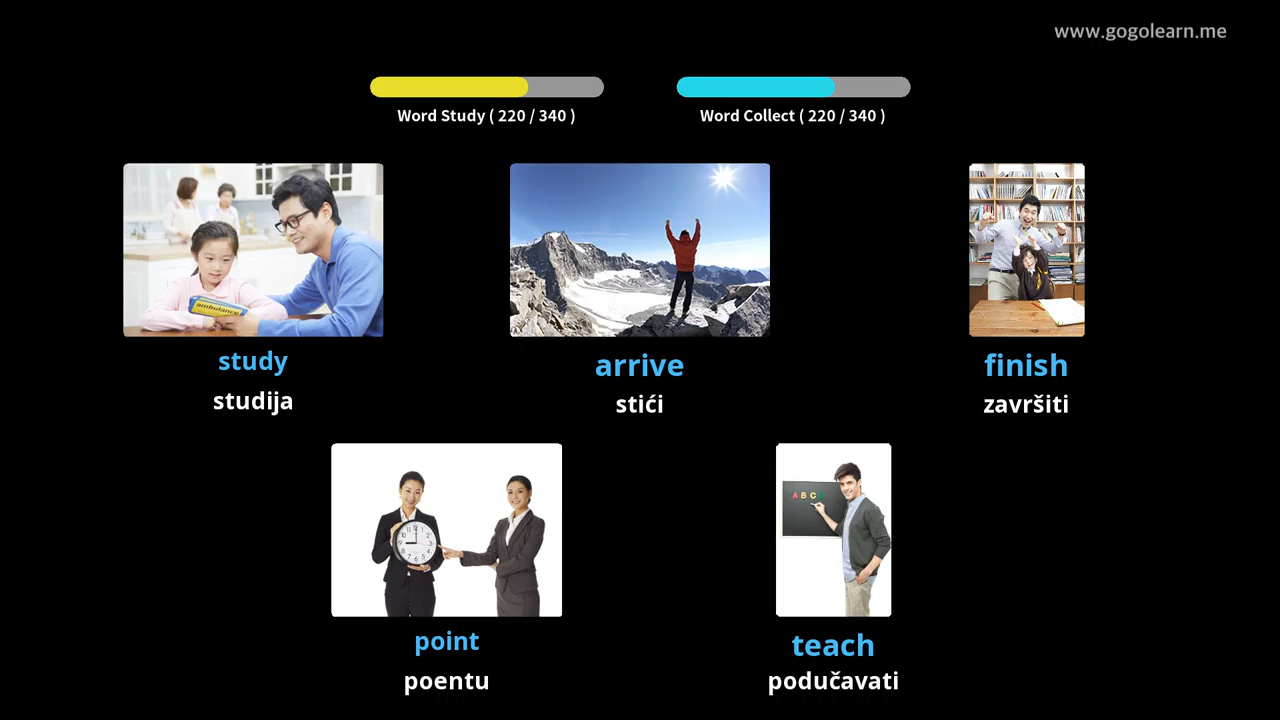 www.gogolearn.me
Word Study ( 220 / 340 )
Word Collect ( 220 / 340 )
ambulance
study
arrive
finish
studija
stići
završiti
A B C D
point
teach
poentu
podučavati